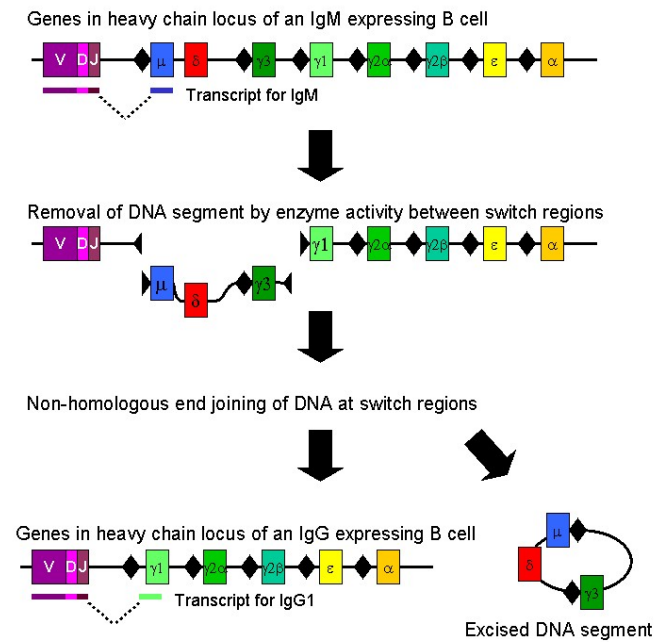 Genes in heavy chain locus of an IgM expressing B cell
V D J μ δ γ3 γ1 γ2α γ2β ε α
Transcript for IgM
Removal of DNA segment by enzyme activity between switch regions
V D J γ1 γ2α γ2β ε α
μ δ γ3
Non-homologous end joining of DNA at switch regions
Genes in heavy chain locus of an IgG expressing B cell
V D J γ1 γ2α γ2β ε α
Transcript for IgG1
μ
δ
γ3
Excised DNA segment